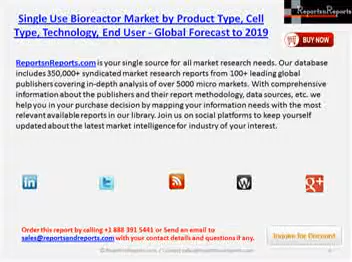 Single Use Bioreactor Market by Product Type, Cell
Type, Technology, End User - Global Forecast to 2019
ReportsnReports
BUY NOW
ReportsnReports.com is your single source for all market research needs. Our database
includes 350,000+ syndicated market research reports from 100+ leading global
publishers covering in-depth analysis of over 5000 micro markets. With comprehensive
information about the publishers and their report methodology, data sources, etc. we
help you in your purchase decision by mapping your information needs with the most
relevant available reports in our library. Join us on social platforms to keep yourself
updated about the latest market intelligence for industry of your interest.
in
g+
Order this report by calling +1 888 391 5441 or Send an email to
sales@reportsandreports.com with your contact details and questions if any.
Inquire for Discount